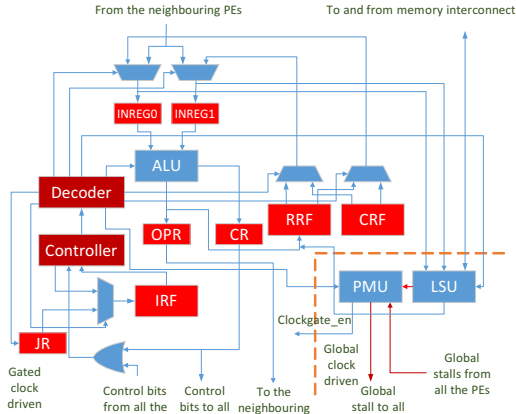 From the neighbouring PEs
To and from memory interconnect
INREG0
INREG1
ALU
Decoder
OPR
CR
RRF
CRF
Controller
IRF
PMU
LSU
JR
Clockgate_en
Gated
clock
driven
Global
clock
driven
Global
stalls from
all the PEs
Control bits
from all the
Control
bits to all
To the
neighbouring
Global
stall to all